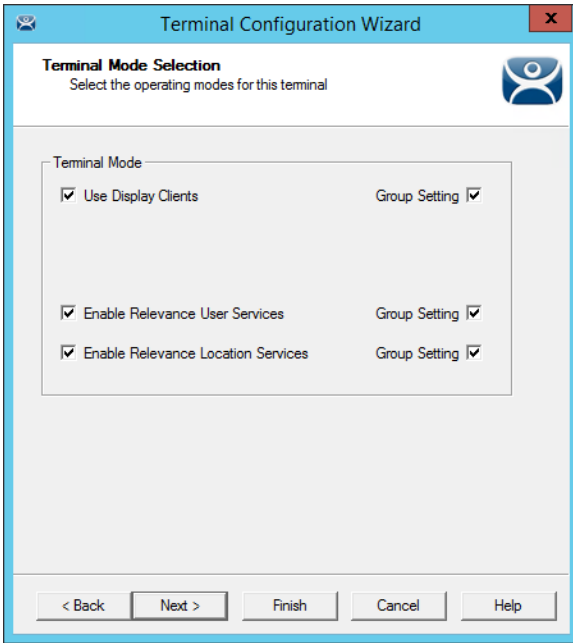 Terminal Configuration Wizard
x
Terminal Mode Selection
Select the operating modes for this terminal
Terminal Mode
Use Display Clients Group Setting
Enable Relevance User Services Group Setting
Enable Relevance Location Services Group Setting
< Back Next > Finish Cancel Help